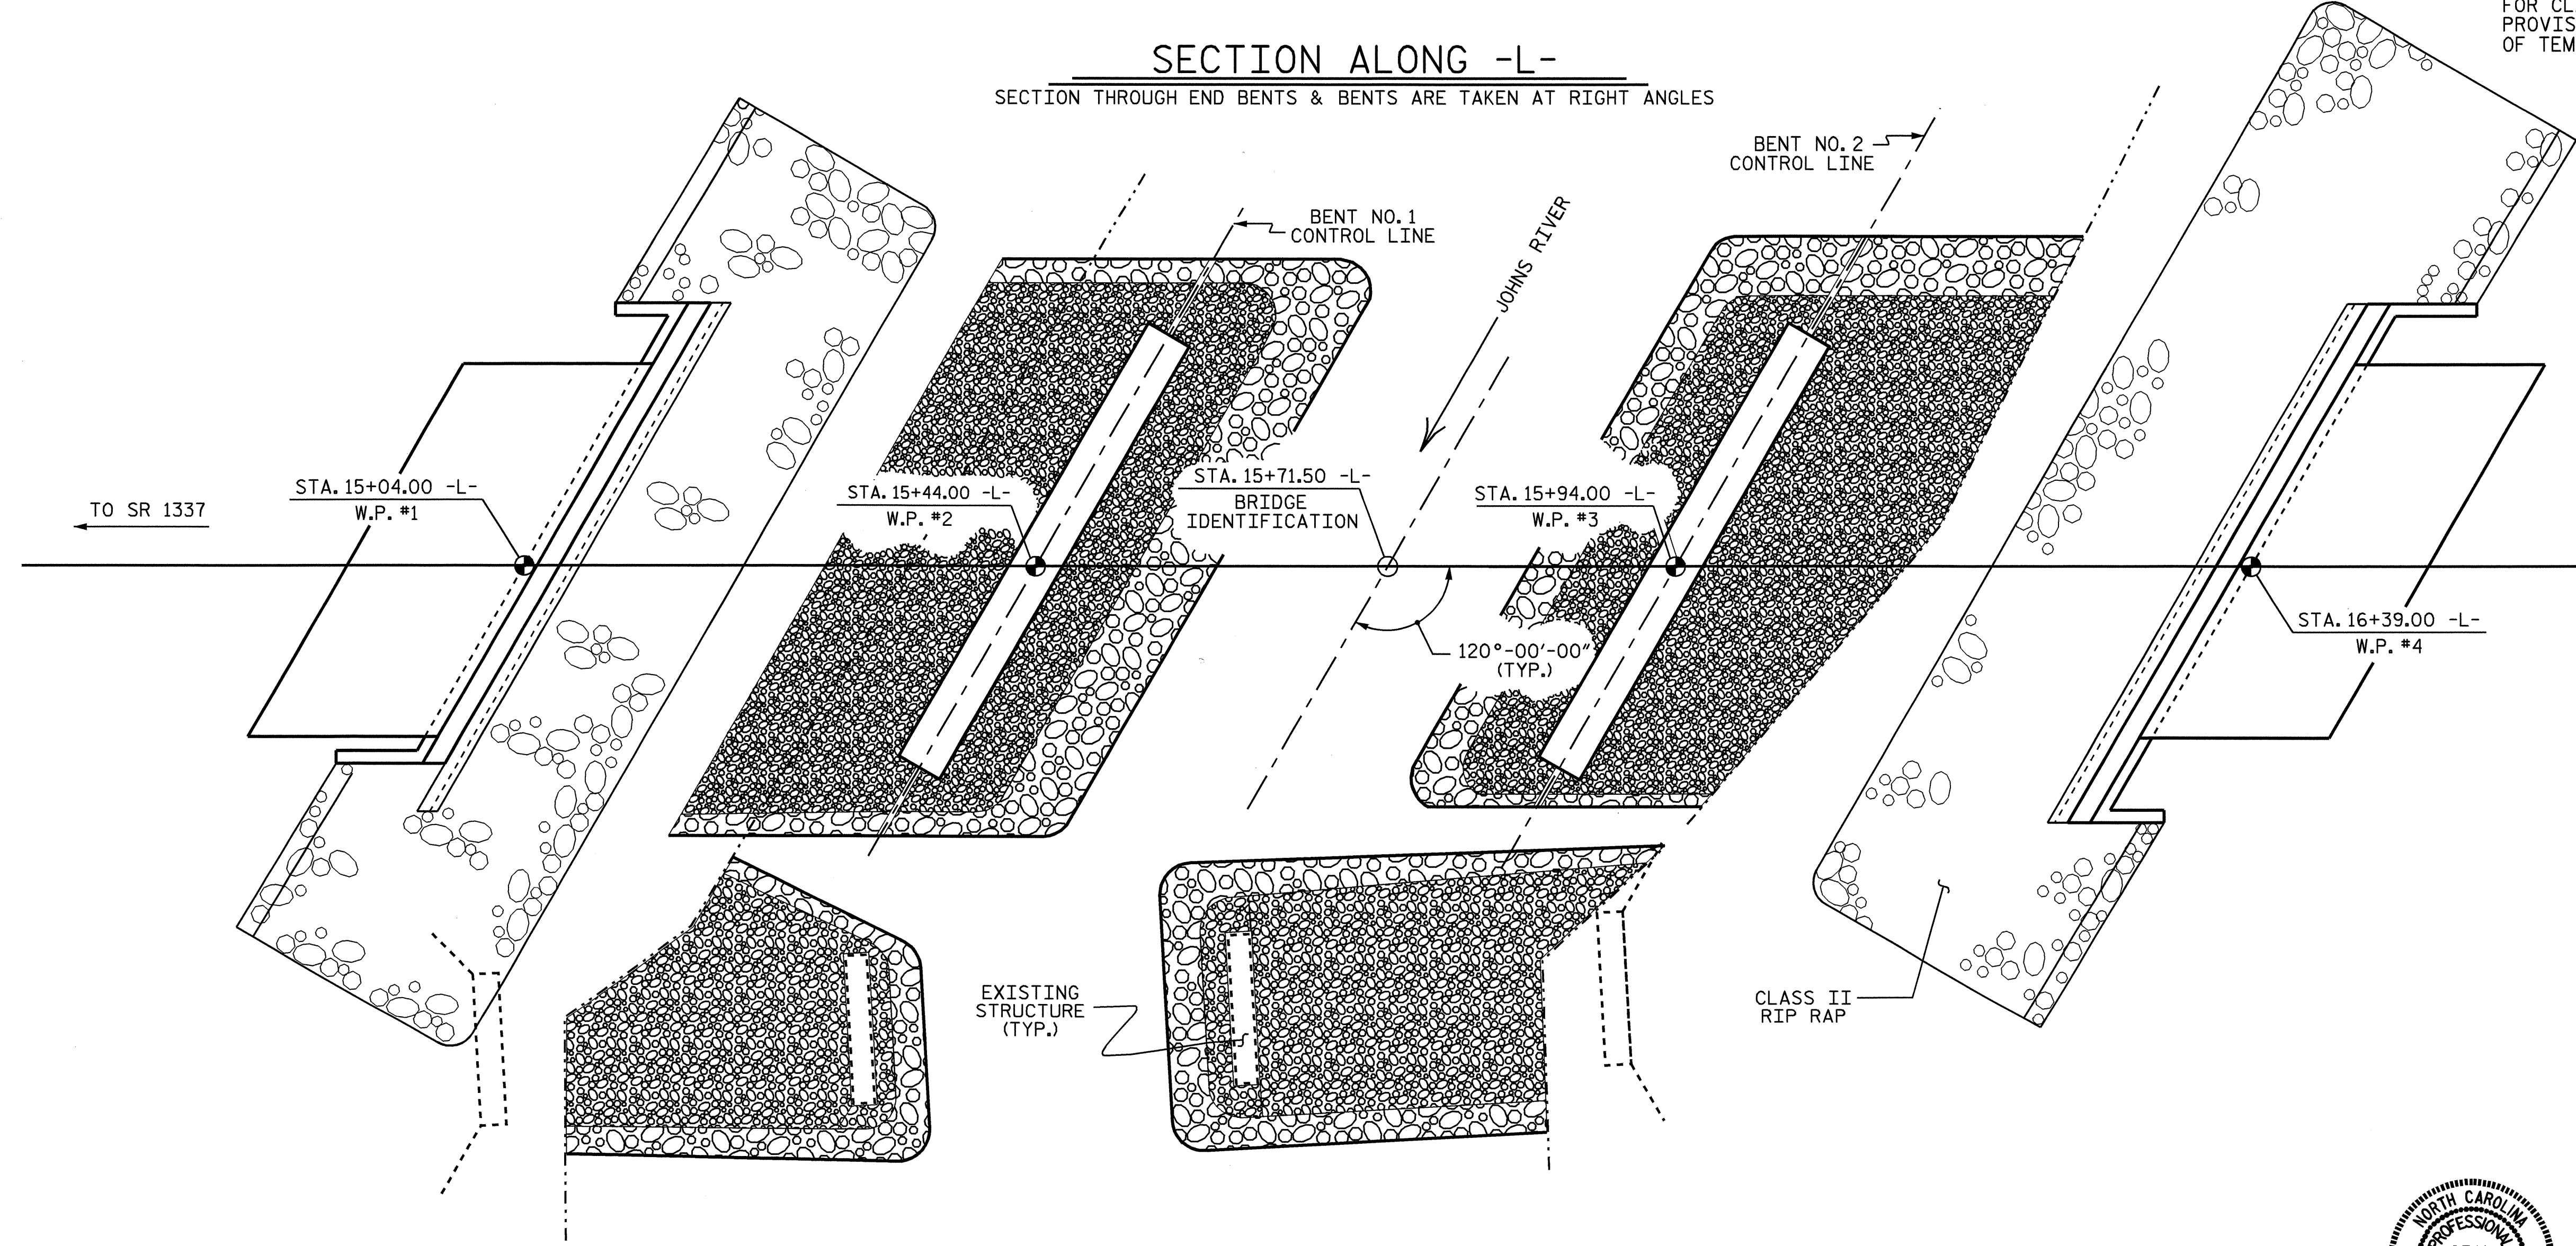 FOR CL
PROVIS
OF TEM
SECTION ALONG -L-
SECTION THROUGH END BENTS & BENTS ARE TAKEN AT RIGHT ANGLES
BENT NO. 2
CONTROL LINE
BENT NO. 1
CONTROL LINE
JOHNS RIVER
TO SR 1337
STA. 15+04.00 -L-
W.P. #1
STA. 15+44.00 -L-
W.P. #2
STA. 15+71.50 -L-
BRIDGE
IDENTIFICATION
STA. 15+94.00 -L-
W.P. #3
120°-00'-00"
(TYP.)
STA. 16+39.00 -L-
W.P. #4
EXISTING
STRUCTURE
(TYP.)
CLASS II
RIP RAP
NORTH CAROLINA
PROFESSIONAL